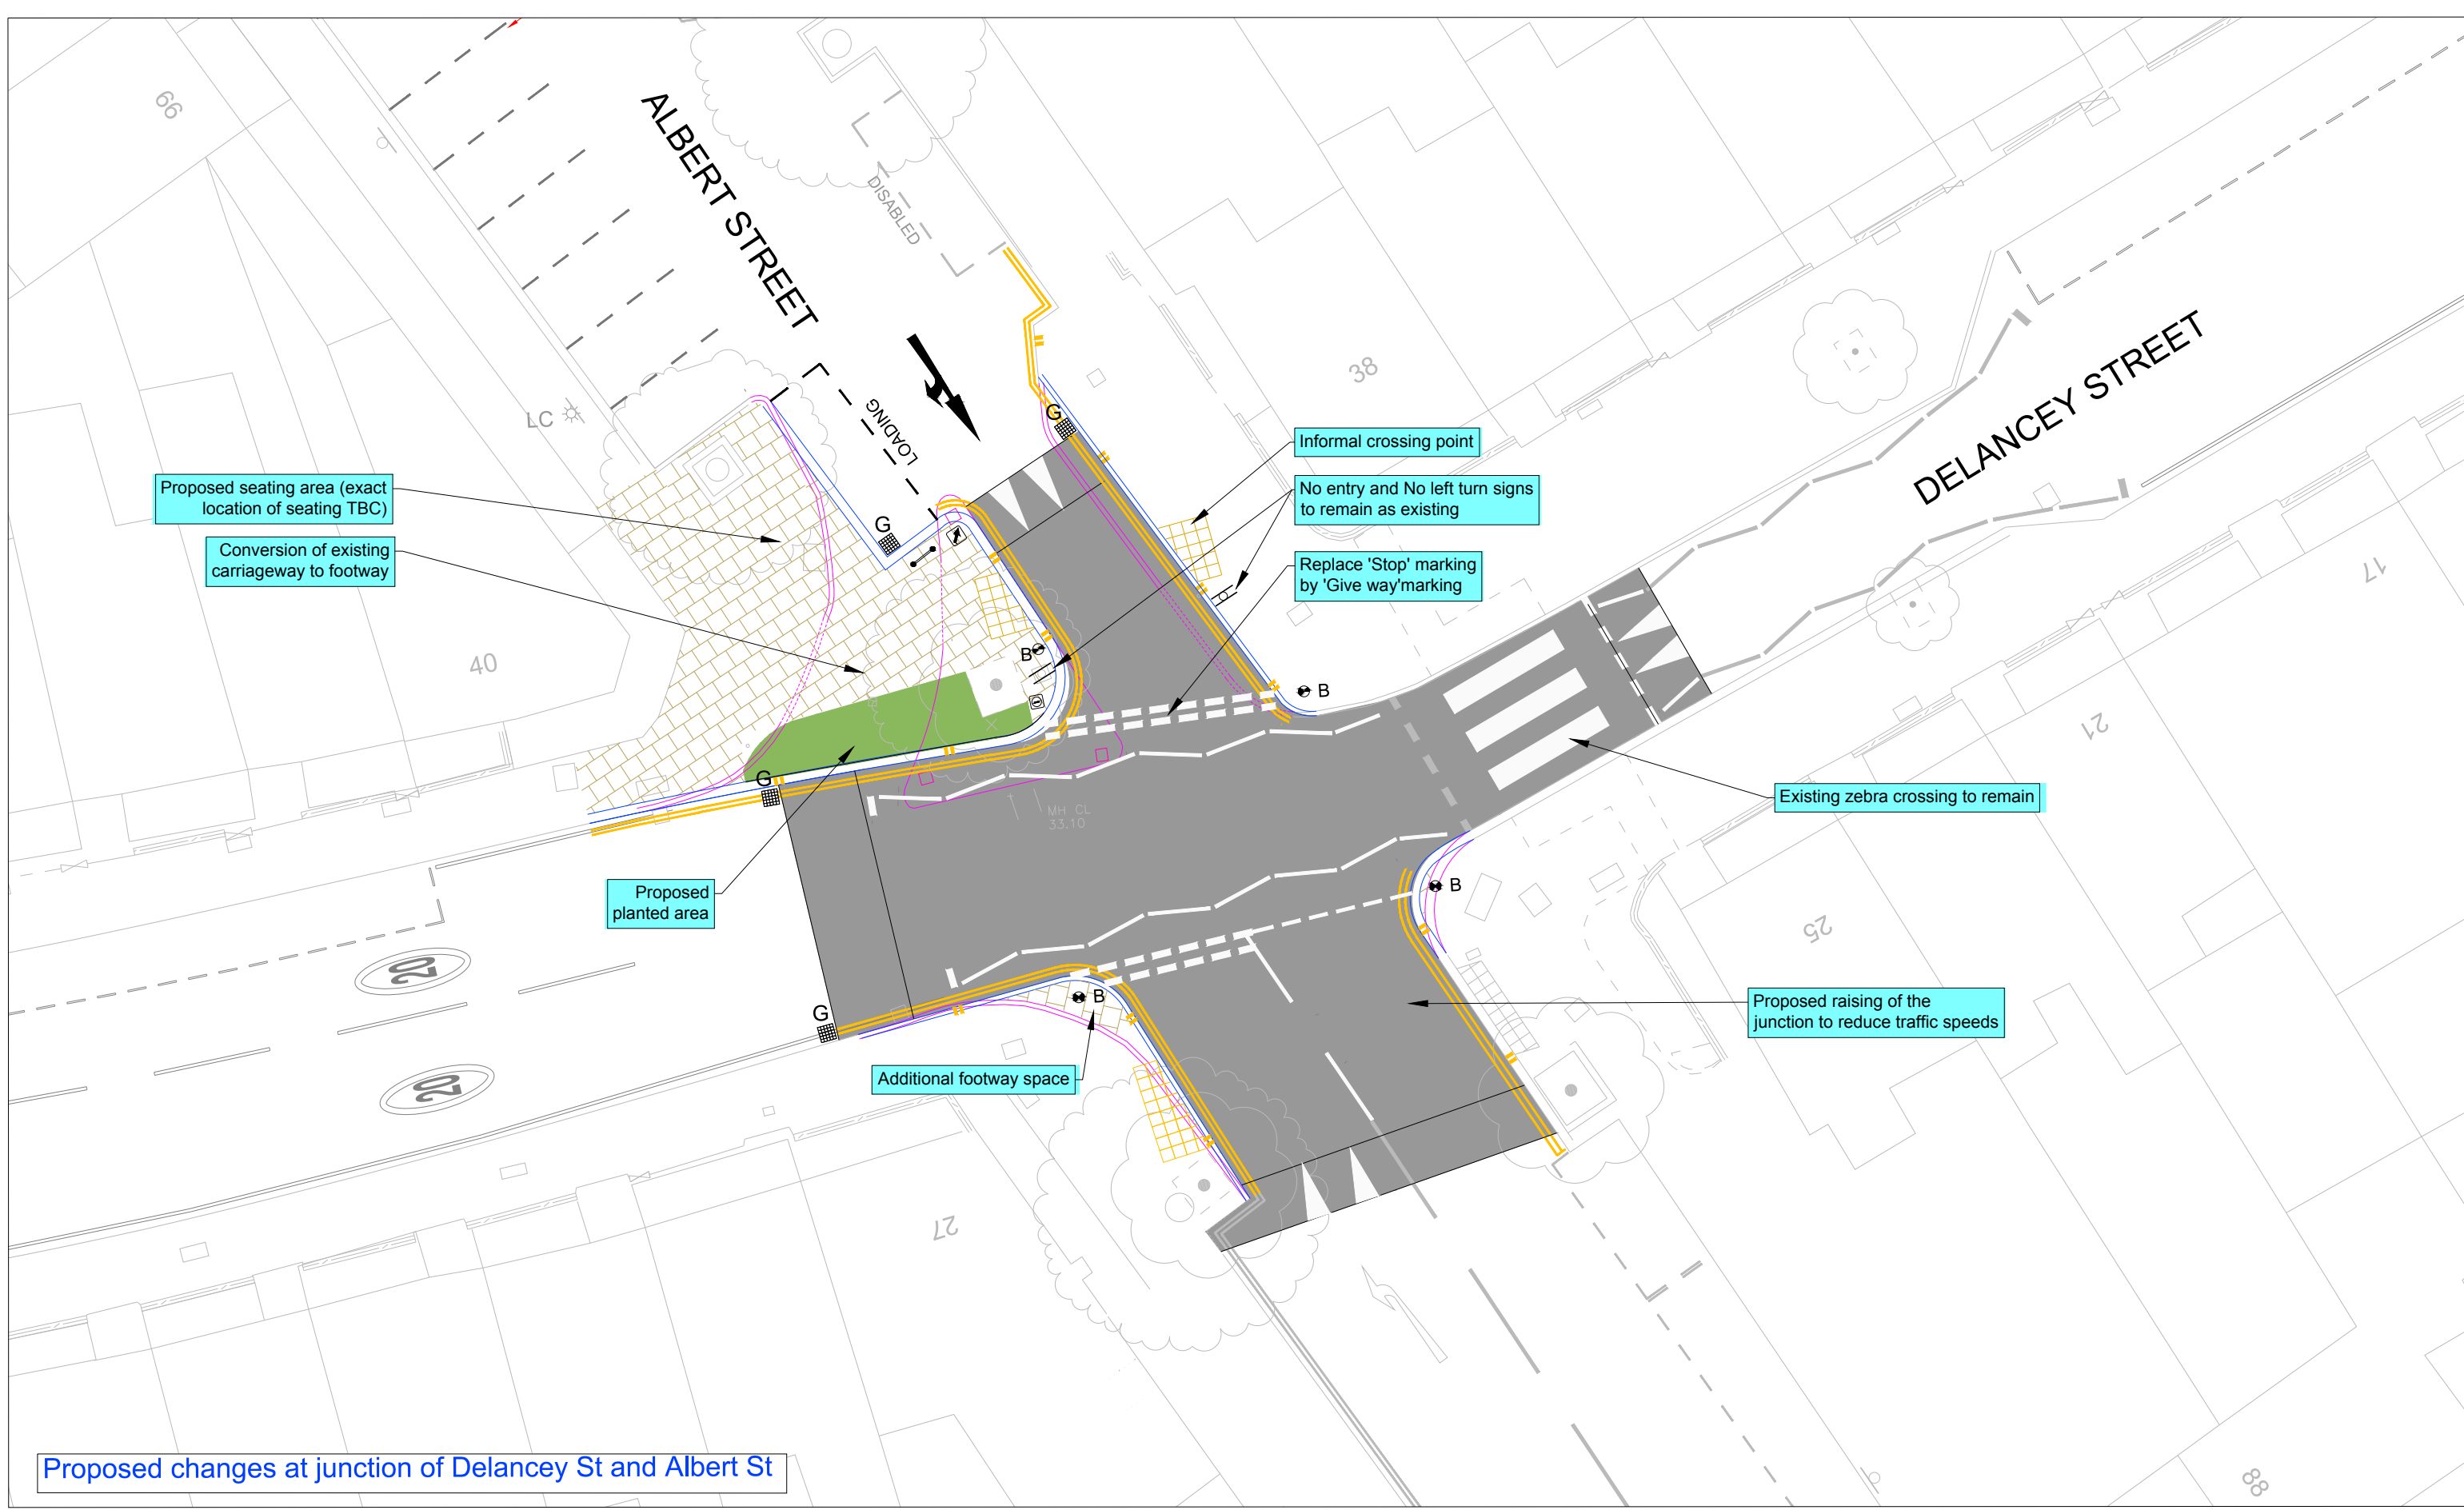 66
ALBERT STREET
DISABLED
38
DELANCEY STREET
LC
LOADING
G
Informal crossing point
Proposed seating area (exact
location of seating TBC)
No entry and No left turn signs
to remain as existing
G
Conversion of existing
carriageway to footway
Replace 'Stop' marking
by 'Give way'marking
17
40
B
B
21
G
Existing zebra crossing to remain
MH CL
33.10
Proposed
planted area
B
25
20
B
G
Proposed raising of the
junction to reduce traffic speeds
Additional footway space
20
27
Proposed changes at junction of Delancey St and Albert St
88